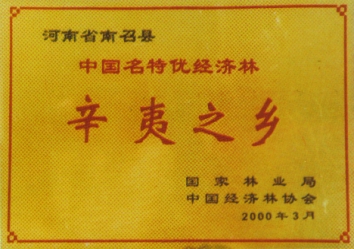 河南省南召县
中国名特优经济林
辛夷之乡
国家林业局
中国经济林协会
2000年3月